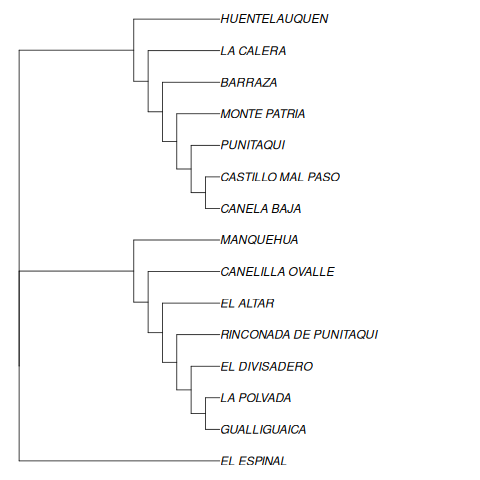 HUENTELAUQUEN
LA CALERA
BARRAZA
MONTE PATRIA
PUNITAQUI
CASTILLO MAL PASO
CANELA BAJA
MANQUEHUA
CANELILLA OVALLE
EL ALTAR
RINCONADA DE PUNITAQUI
EL DIVISADERO
LA POLVADA
GUALLIGUAICA
EL ESPINAL